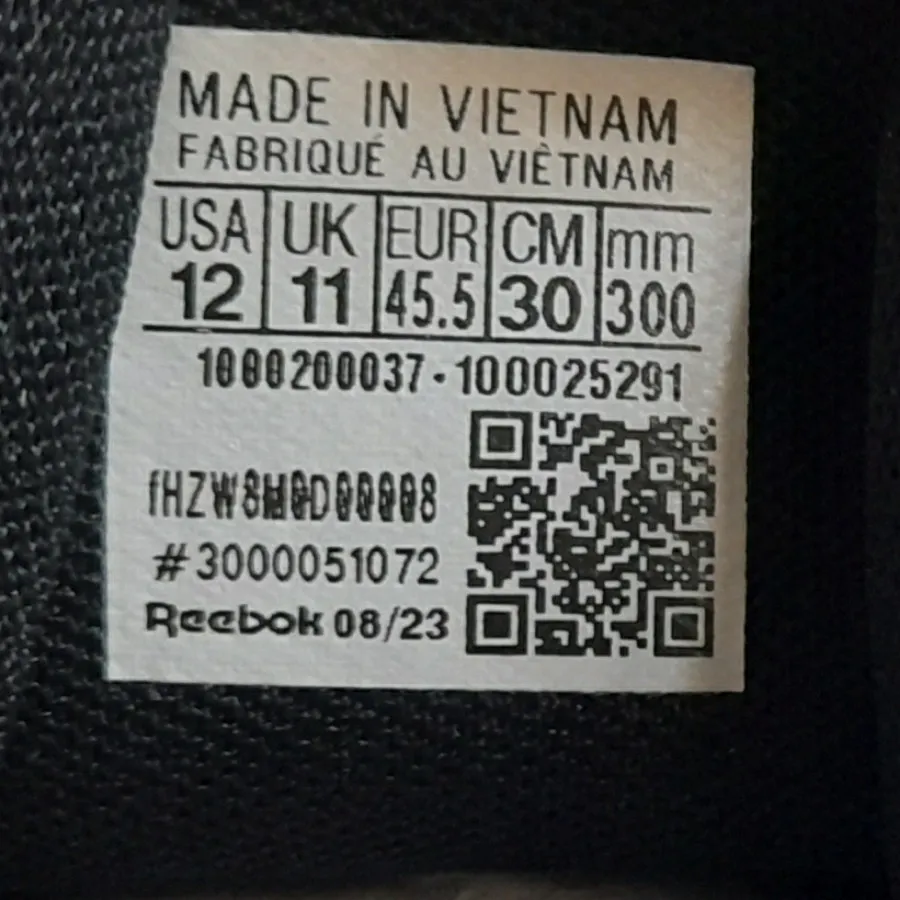 MADE IN VIETNAM
FABRIQUÉ AU VIÊTNAM
USA UK EUR CM mm
12 11 45.5 30 300
1000200037 · 100025291
#3000051072
Reebok 08/23